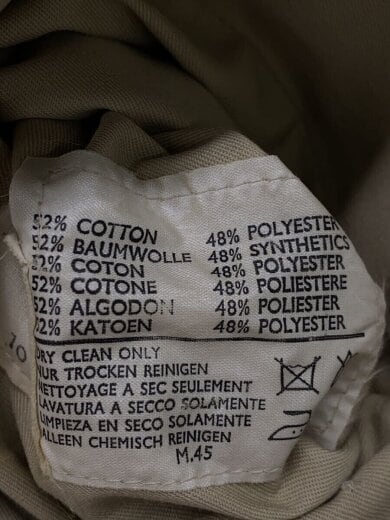 52% COTTON 48% POLYESTER
52% BAUMWOLLE 48% SYNTHETICS
52% COTON 48% POLYESTER
52% COTONE 48% POLIESTERE
52% ALGODON 48% POLIESTER
52% KATOEN 48% POLYESTER
DRY CLEAN ONLY
NUR TROCKEN REINIGEN
NETTOYAGE A SEC SEULEMENT
LAVATURA A SECCO SOLAMENTE
LIMPIEZA EN SECO SOLAMENTE
ALLEEN CHEMISCH REINIGEN
M.45
10